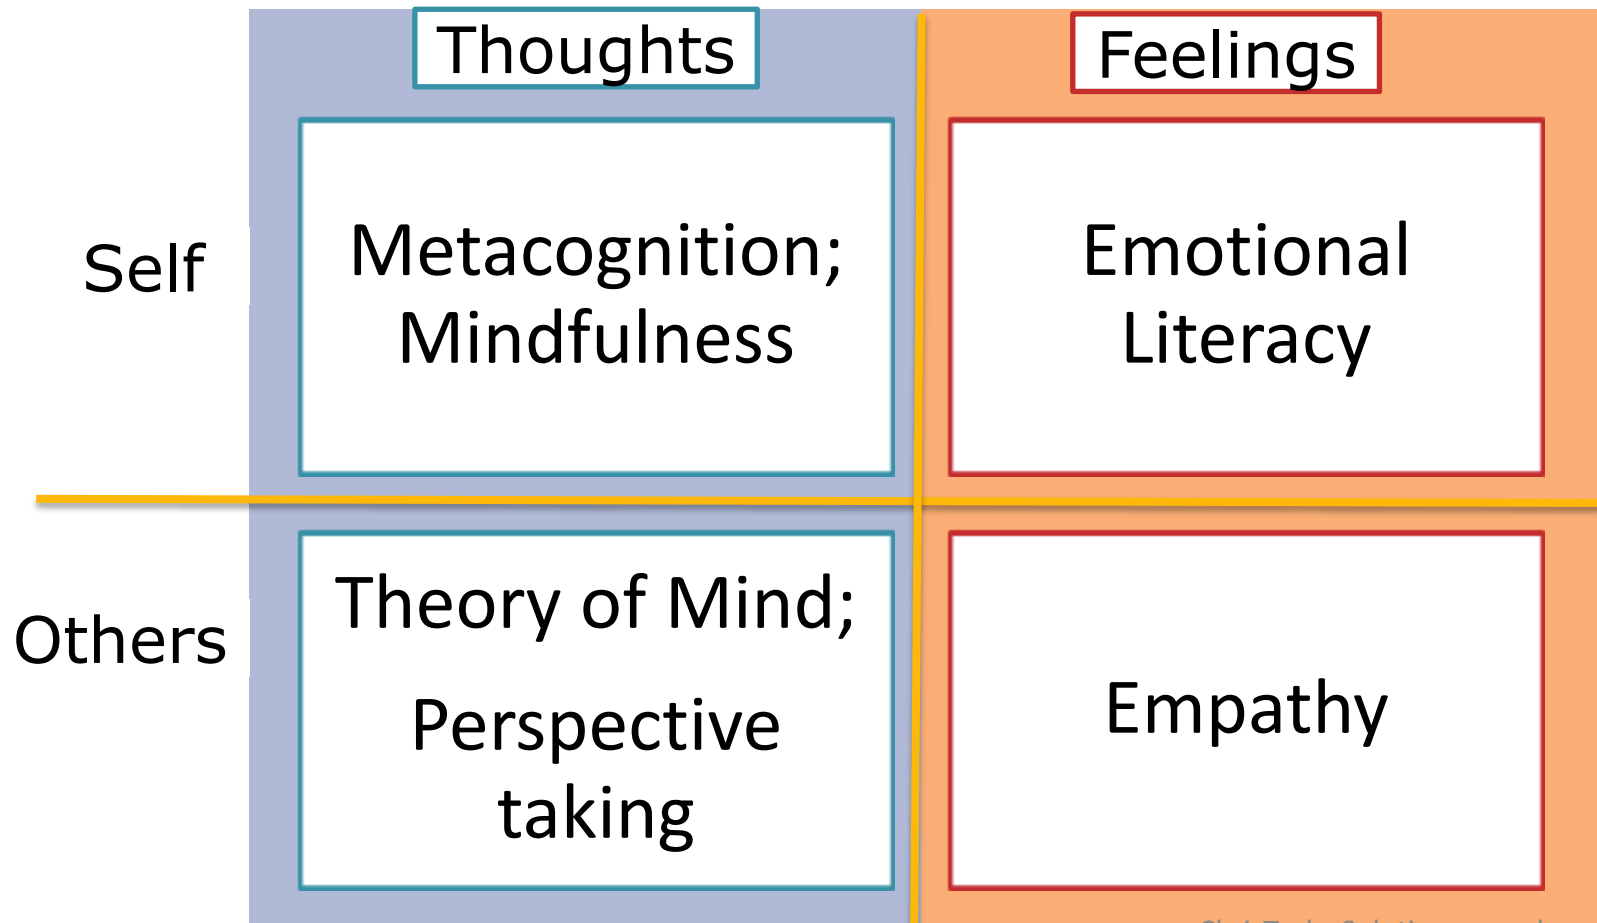 Thoughts
Feelings
Self
Metacognition;
Mindfulness
Emotional
Literacy
Others
Theory of Mind;
Perspective
taking
Empathy